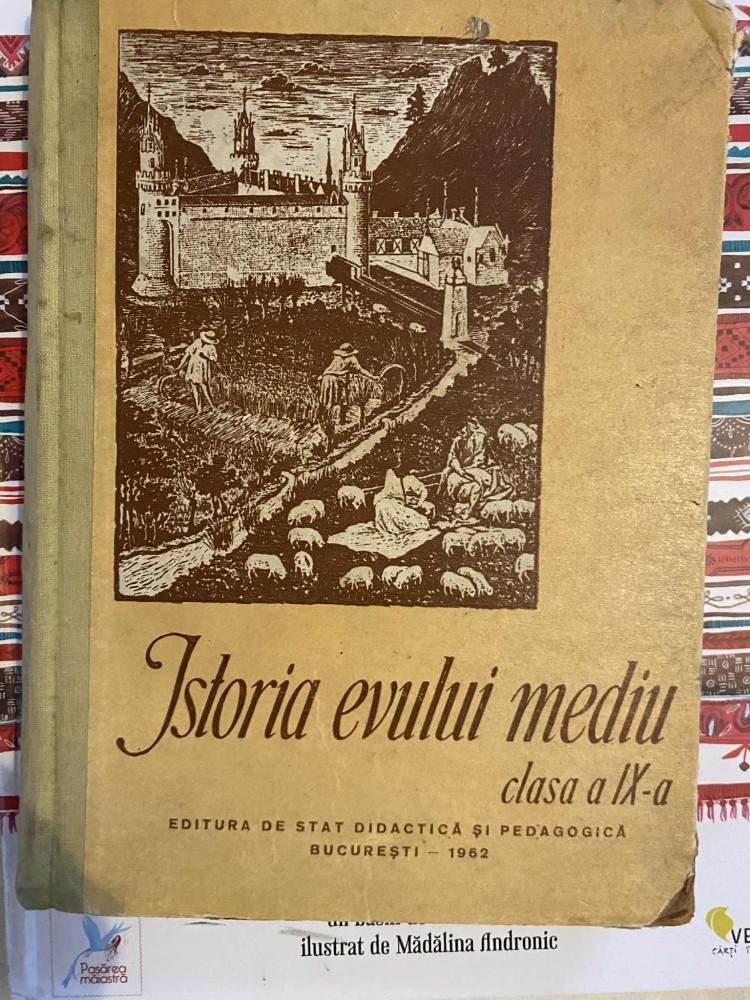 Istoria evului mediu
clasa a IX-a
EDITURA DE STAT DIDACTICĂ ȘI PEDAGOGICĂ
BUCUREȘTI – 1962
ilustrat de Mădălina Andronic
Pasărea
măiastră
CĂRȚI